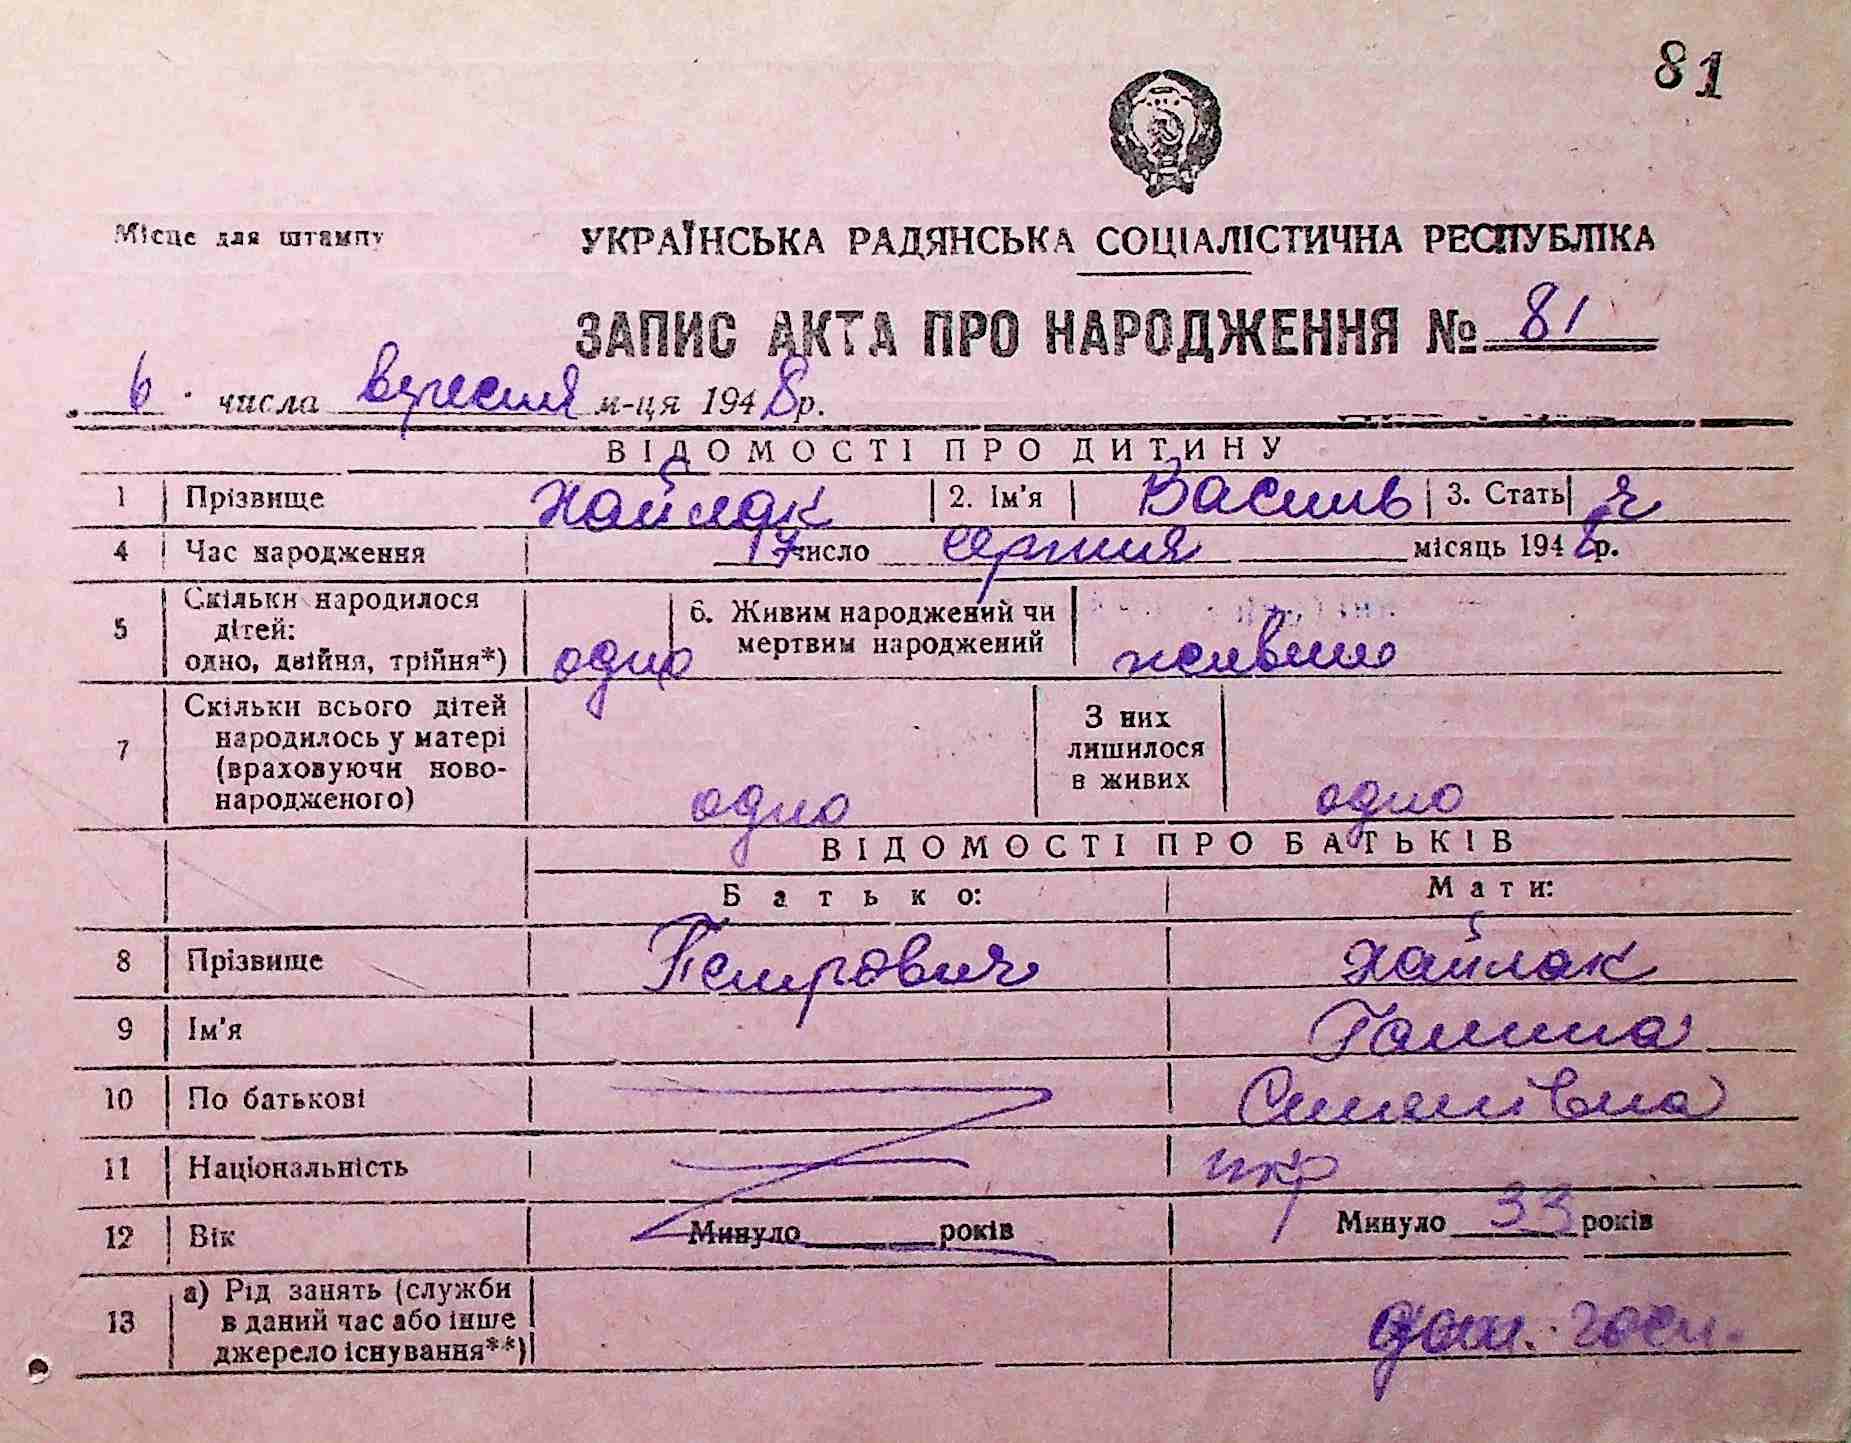 81
Місце для штампу
УКРАЇНСЬКА РАДЯНСЬКА СОЦІАЛІСТИЧНА РЕСПУБЛІКА
ЗАПИС АКТА ПРО НАРОДЖЕННЯ № 81
6 числа вересня м-ця 1948 р.
ВІДОМОСТІ ПРО ДИТИНУ
1 Прізвище Хайлак 2. Ім'я Василь 3. Стать ч
4 Час народження 17 число серпня місяць 1948 р.
5 Скільки народилося дітей: одно, двійня, трійня*) одно 6. Живим народжений чи мертвим народжений живим
7 Скільки всього дітей народилось у матері (враховуючи новонародженого) одно З них лишилося в живих одно
ВІДОМОСТІ ПРО БАТЬКІВ
Батько: Мати:
8 Прізвище Петрович Хайлак
9 Ім'я Ганна
10 По батькові
11 Національність укр
12 Вік Минуло років Минуло 33 років
13 а) Рід занять (служби в даний час або інше джерело існування**) дом. госп.